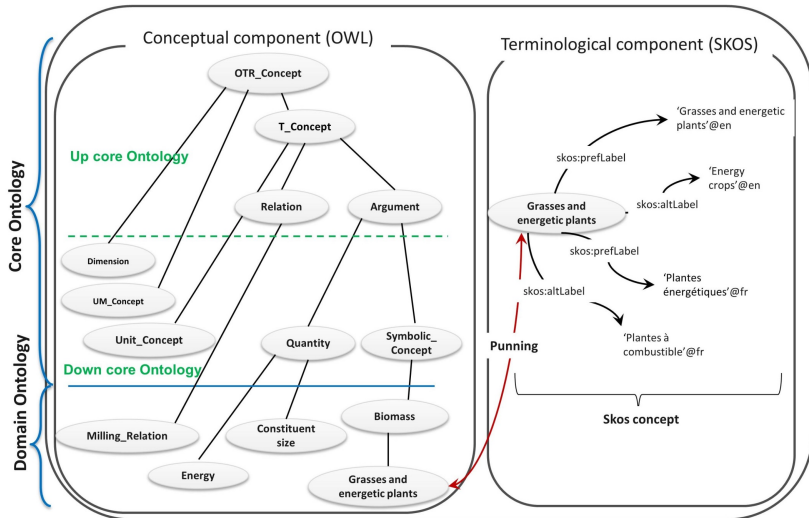 Conceptual component (OWL)
Terminological component (SKOS)
OTR_Concept
T_Concept
Up core Ontology
Relation
Argument
Dimension
UM_Concept
Unit_Concept
Quantity
Symbolic_
Concept
Down core Ontology
Milling_Relation
Constituent
size
Biomass
Energy
Grasses and
energetic plants
Core Ontology
Domain Ontology
Punning
'Grasses and energetic
plants'@en
skos:prefLabel
'Energy
crops'@en
skos:altLabel
Grasses and
energetic plants
skos:prefLabel
skos:altLabel
'Plantes
énergétiques'@fr
'Plantes à
combustible'@fr
Skos concept